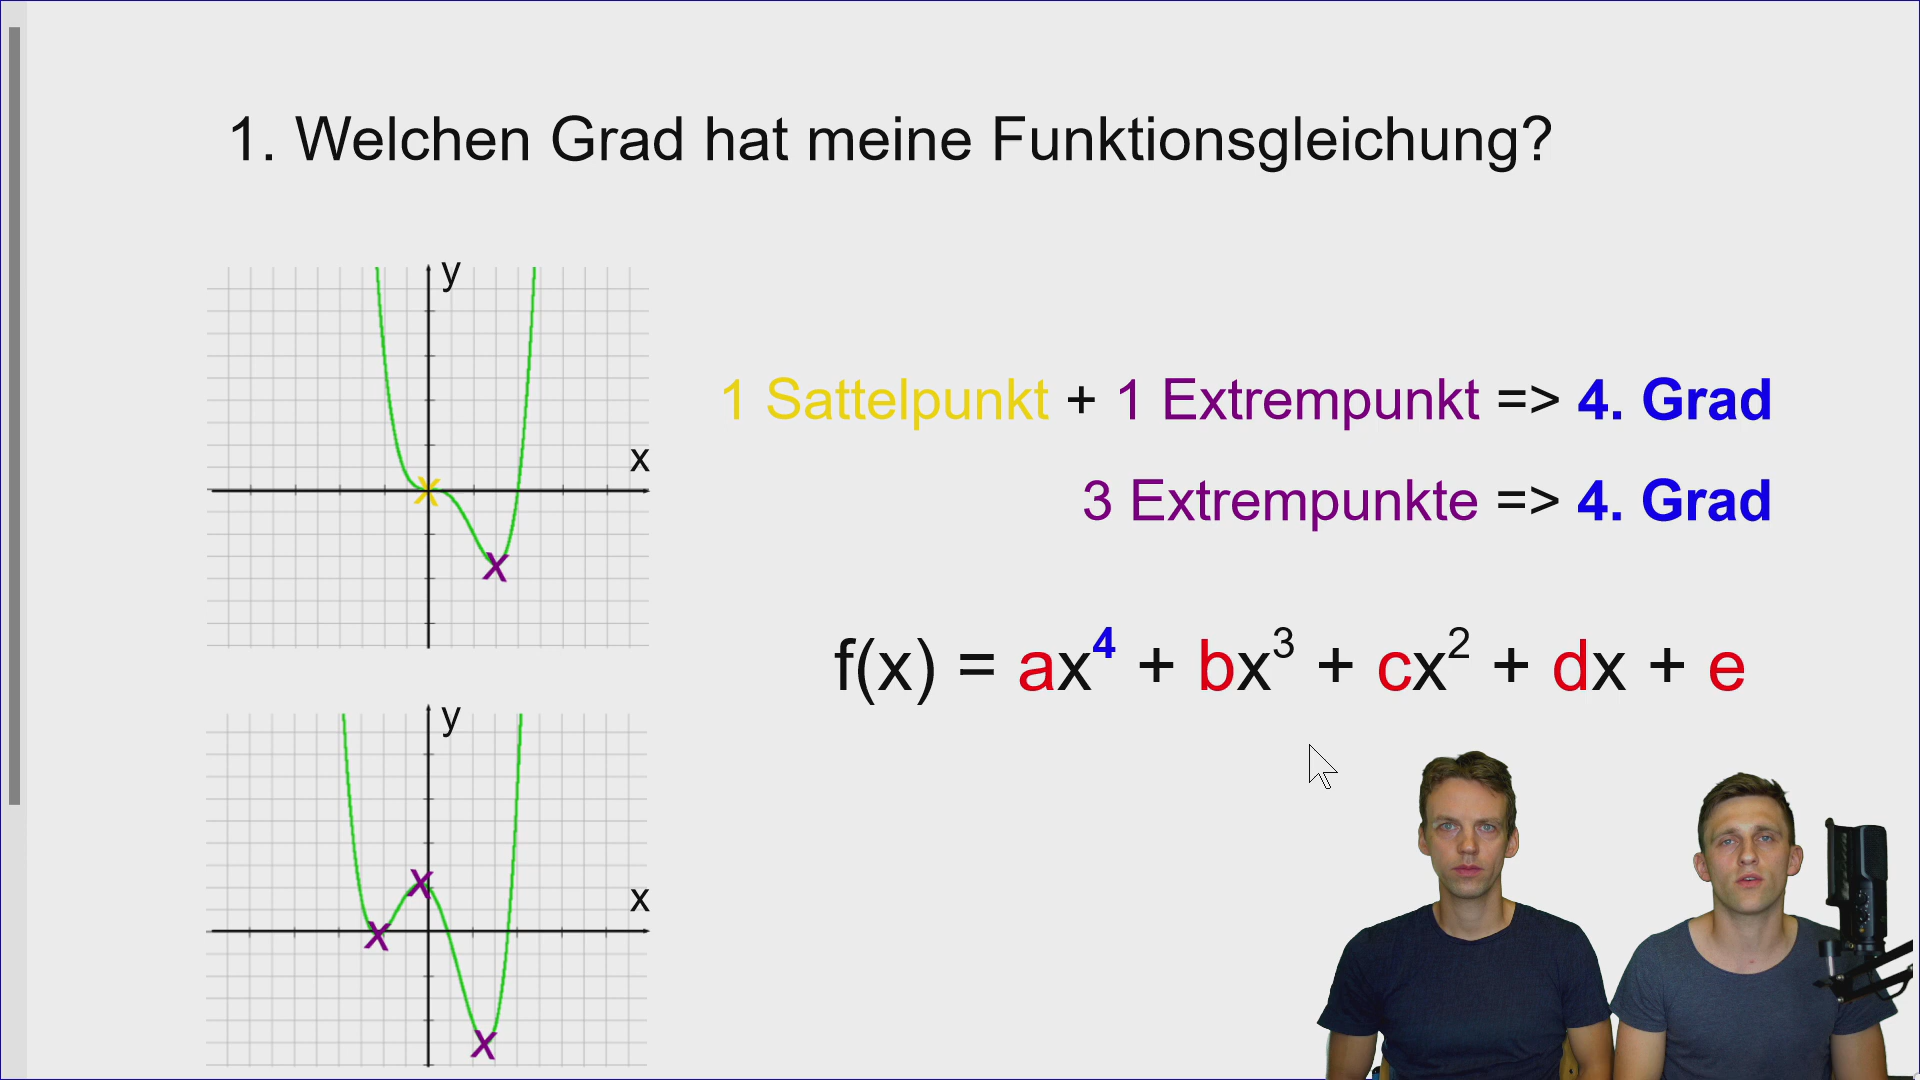 1. Welchen Grad hat meine Funktionsgleichung?
y
x
1 Sattelpunkt + 1 Extrempunkt => 4. Grad
3 Extrempunkte => 4. Grad
f(x) = ax⁴ + bx³ + cx² + dx + e
y
x